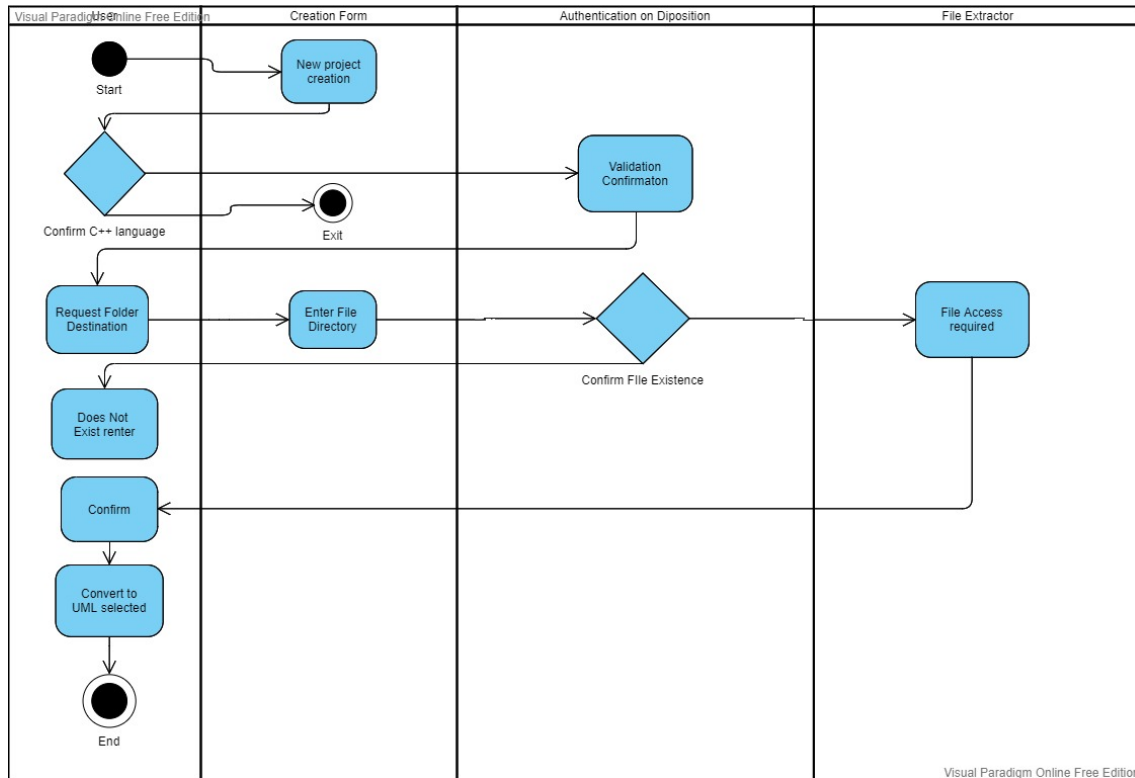 Visual Paradigm Online Free Edition
User
Creation Form
Authentication on Diposition
File Extractor
Start
New project
creation
Validation
Confirmaton
Confirm C++ language
Exit
Request Folder
Destination
Enter File
Directory
Confirm FIle Existence
File Access
required
Does Not
Exist renter
Confirm
Convert to
UML selected
End
Visual Paradigm Online Free Edition